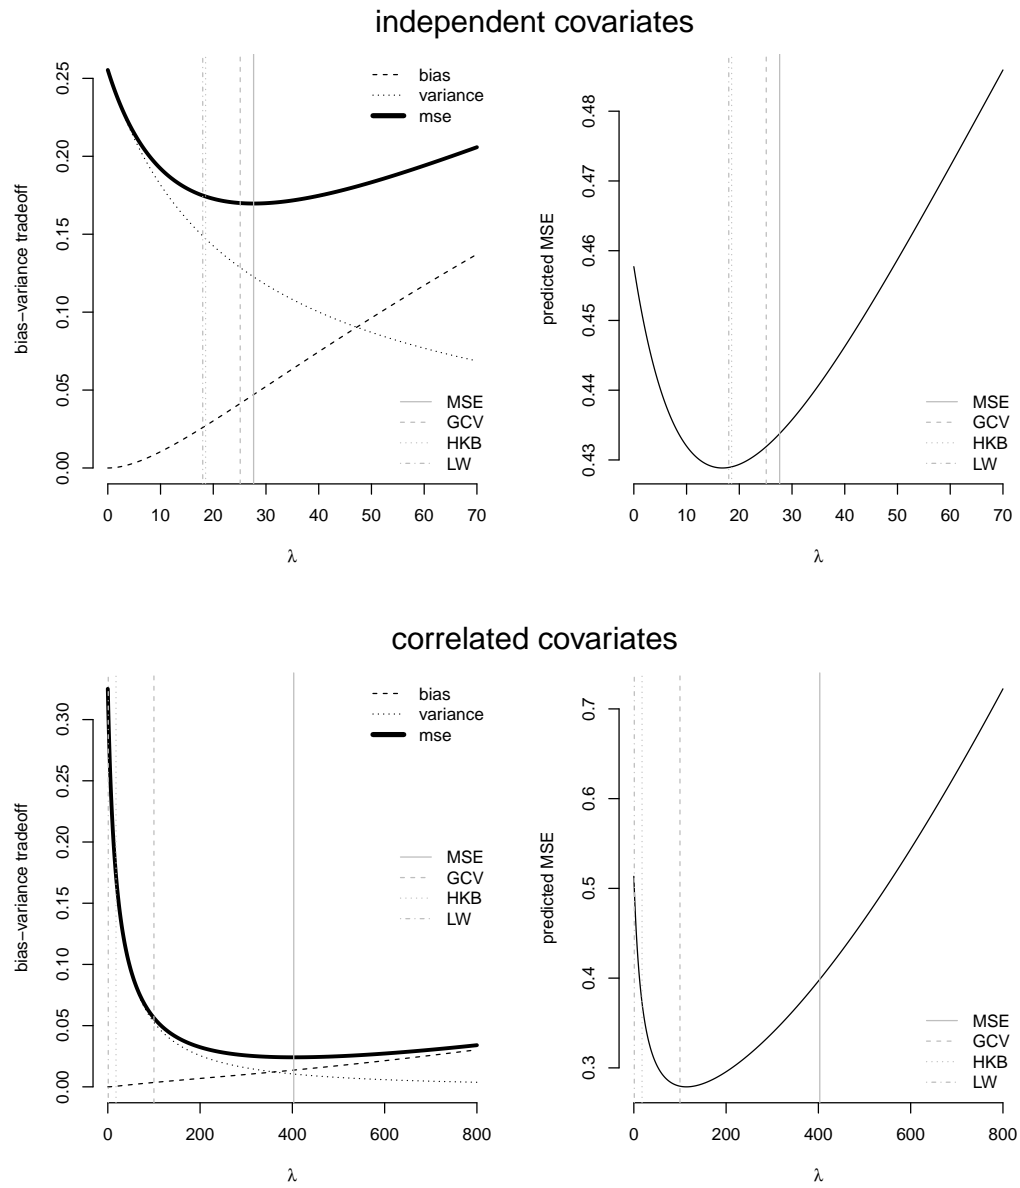 independent covariates
bias−variance tradeoff
0.00 0.05 0.10 0.15 0.20 0.25
bias
variance
mse
MSE
GCV
HKB
LW
0 10 20 30 40 50 60 70
λ
predicted MSE
0.43 0.44 0.45 0.46 0.47 0.48
MSE
GCV
HKB
LW
0 10 20 30 40 50 60 70
λ
correlated covariates
bias−variance tradeoff
0.00 0.05 0.10 0.15 0.20 0.25 0.30
bias
variance
mse
MSE
GCV
HKB
LW
0 200 400 600 800
λ
predicted MSE
0.3 0.4 0.5 0.6 0.7
MSE
GCV
HKB
LW
0 200 400 600 800
λ